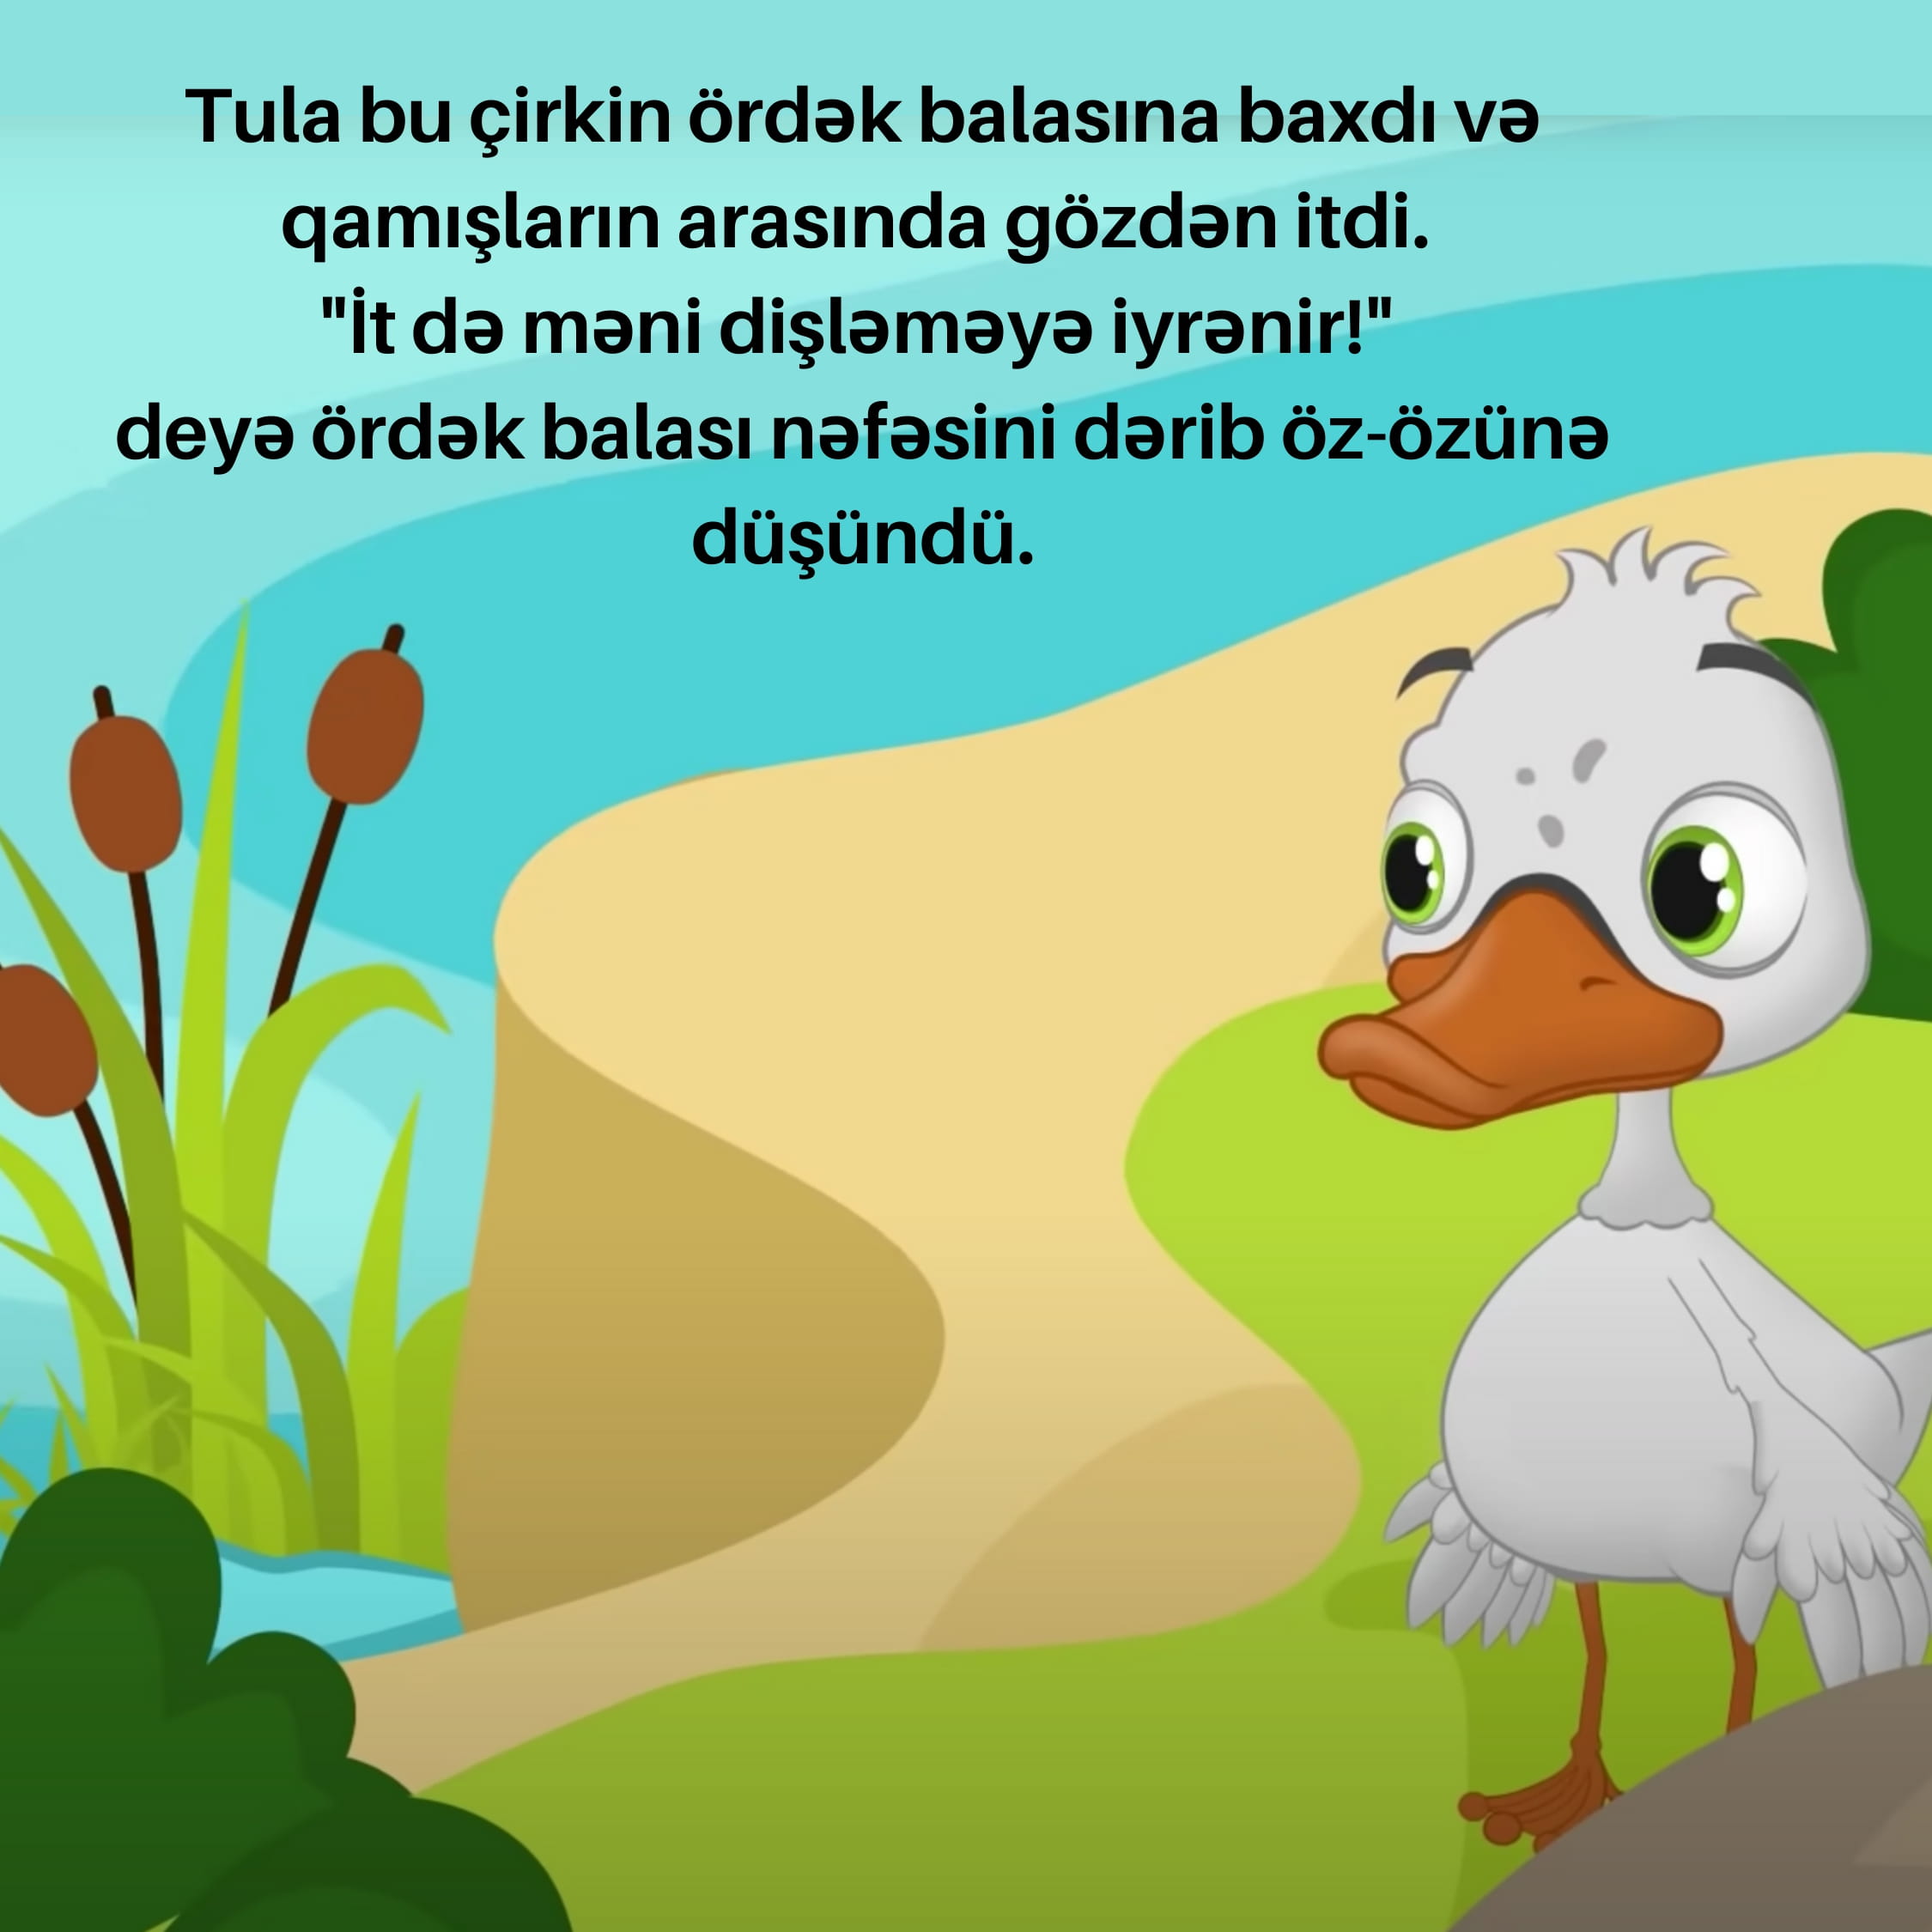 Tula bu çirkin ördək balasına baxdı və
qamışların arasında gözdən itdi.
"İt də məni dişləməyə iyrənir!"
deyə ördək balası nəfəsini dərib öz-özünə
düşündü.